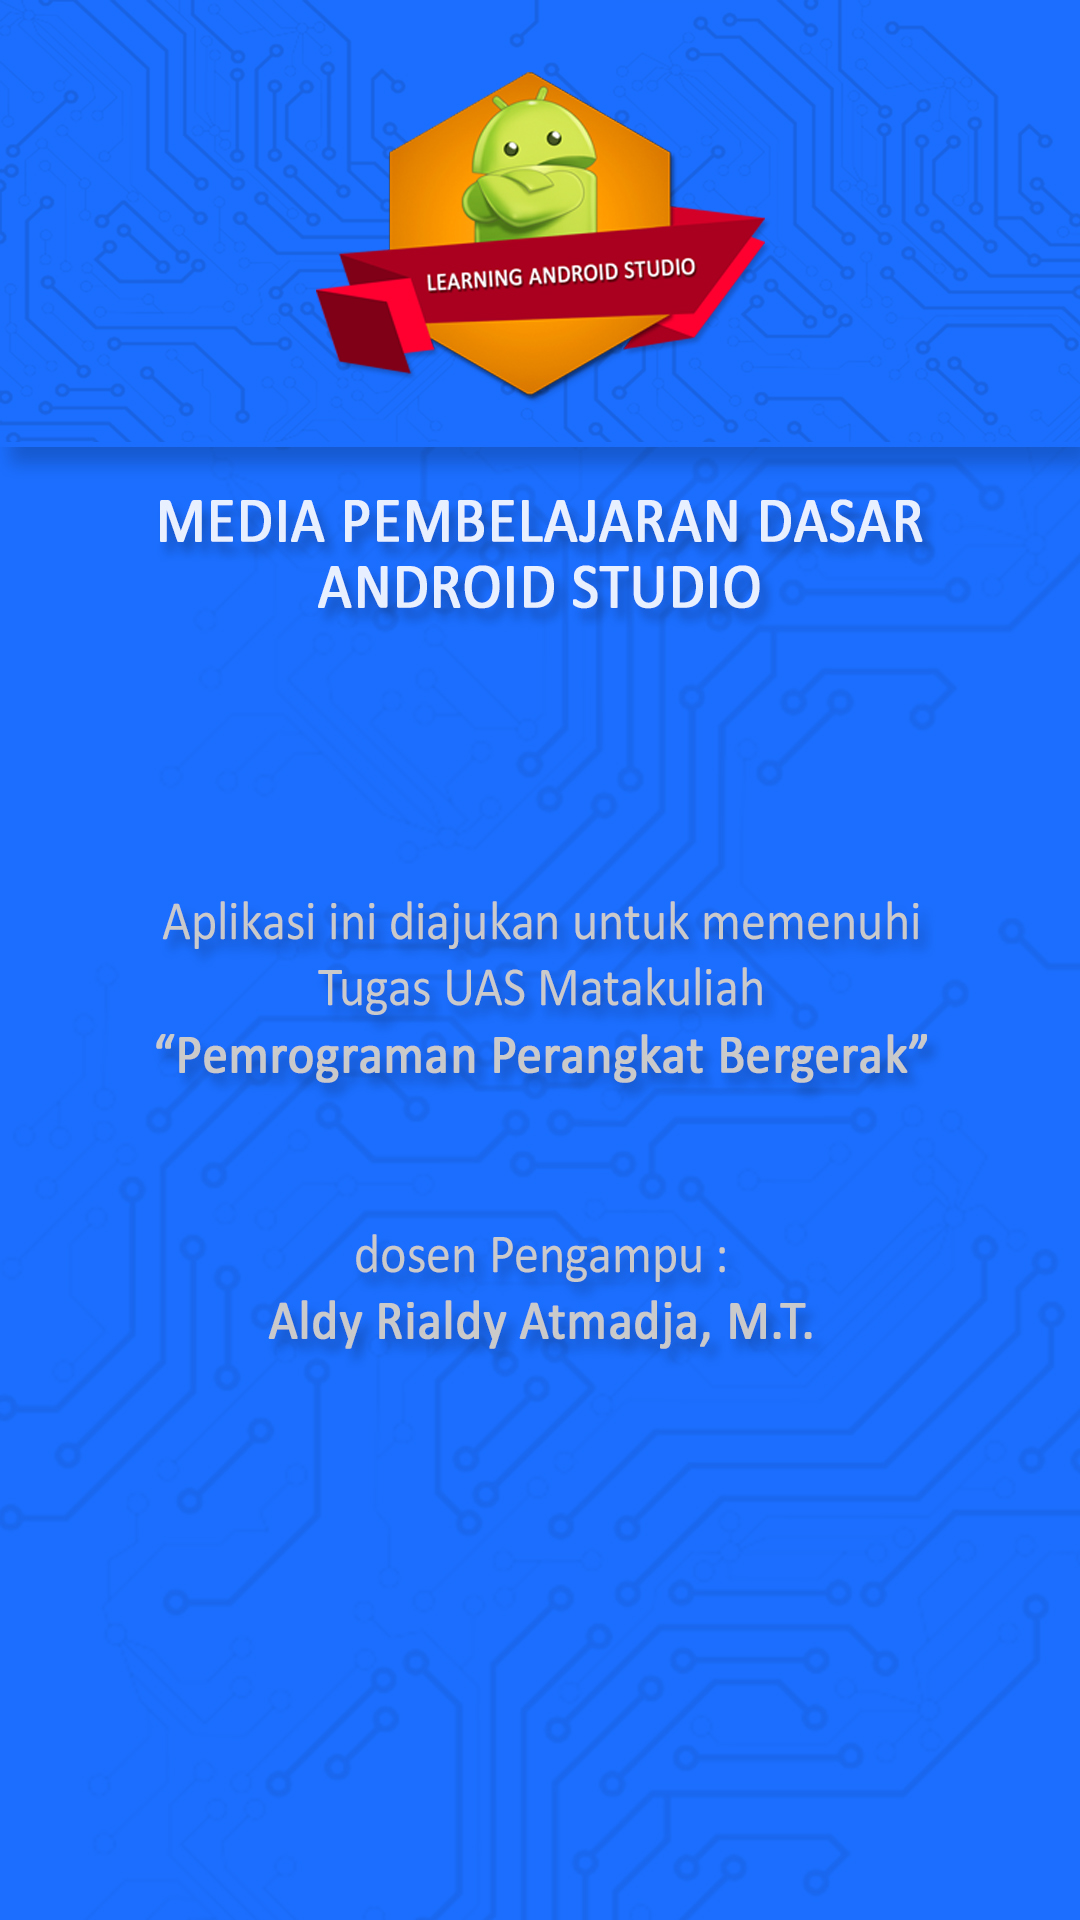 LEARNING ANDROID STUDIO
MEDIA PEMBELAJARAN DASAR
ANDROID STUDIO
Aplikasi ini diajukan untuk memenuhi
Tugas UAS Matakuliah
“Pemrograman Perangkat Bergerak”
dosen Pengampu :
Aldy Rialdy Atmadja, M.T.